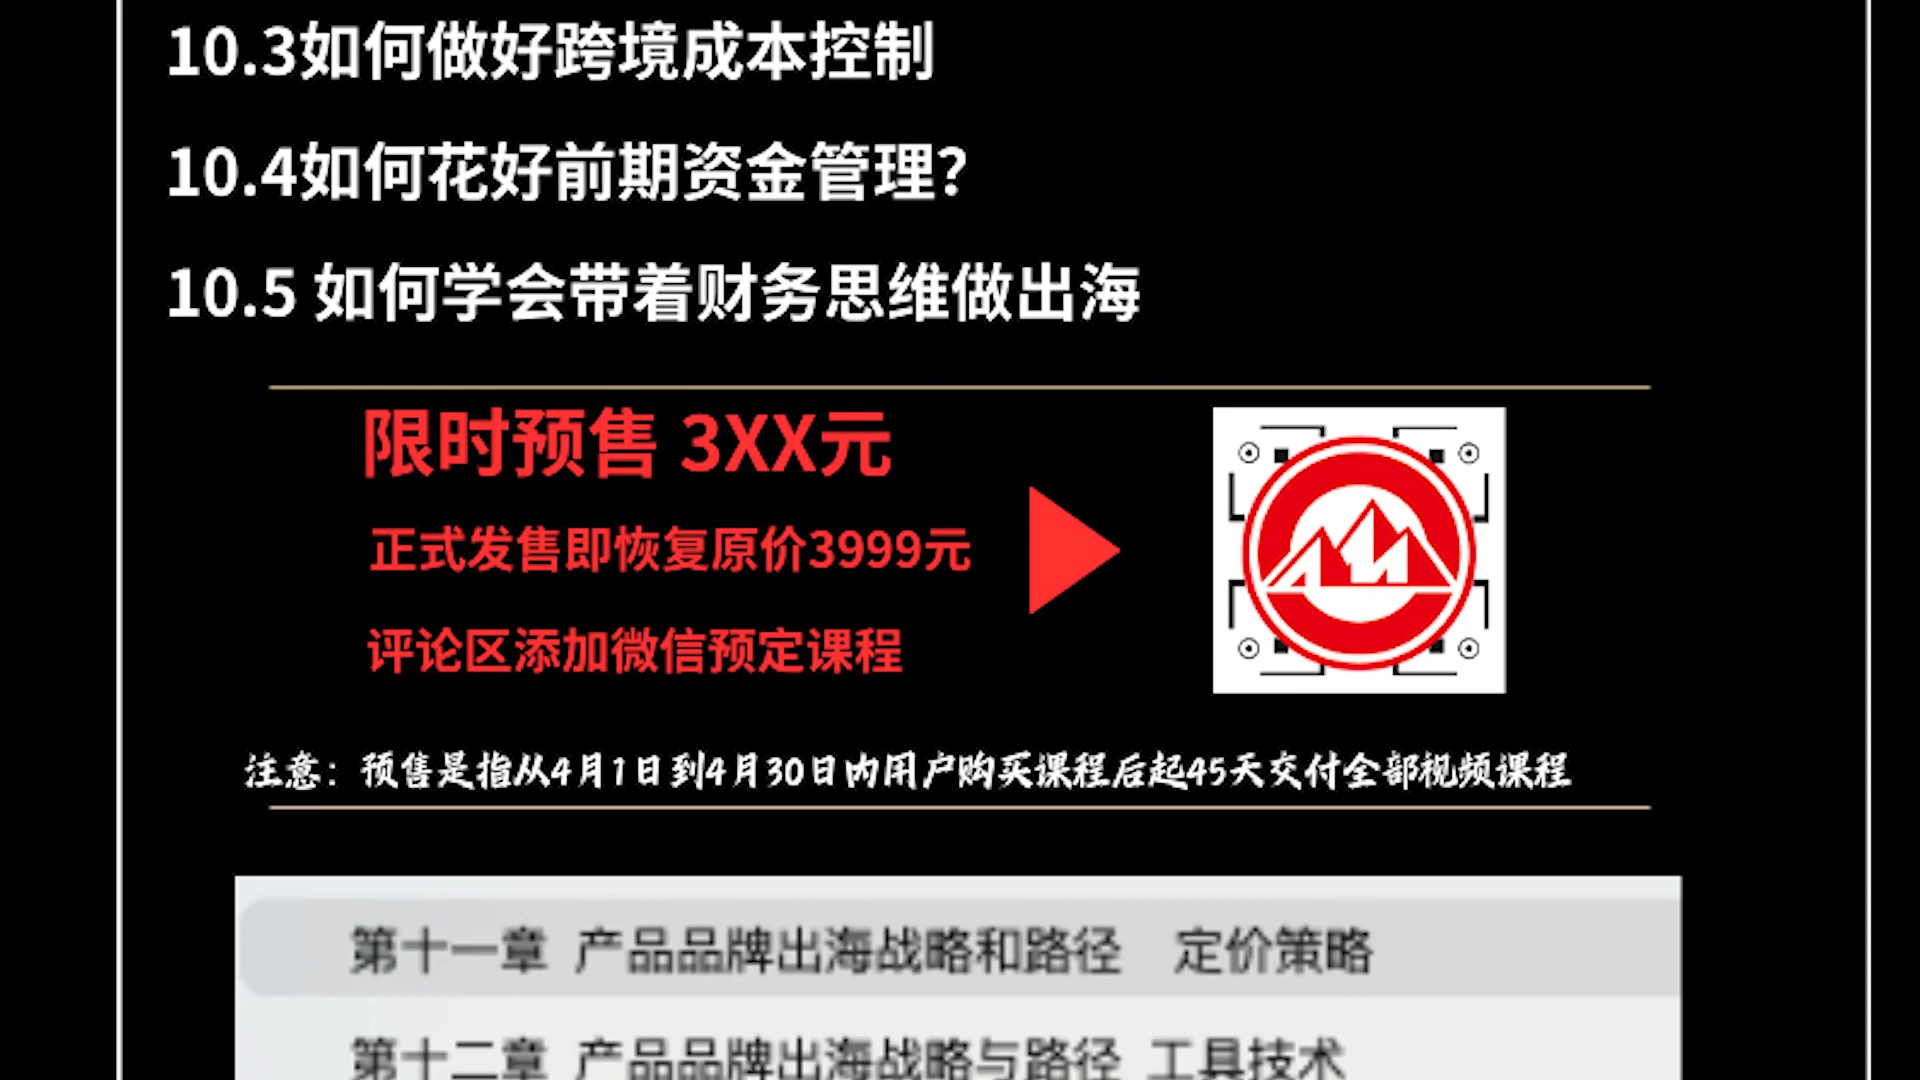 10.3如何做好跨境成本控制
10.4如何花好前期资金管理？
10.5 如何学会带着财务思维做出海
限时预售 3XX元
正式发售即恢复原价3999元
评论区添加微信预定课程
注意：预售是指从4月1日到4月30日内用户购买课程后起45天交付全部视频课程
第十一章 产品品牌出海战略和路径 定价策略
第十二章 产品品牌出海战略与路径 工具技术